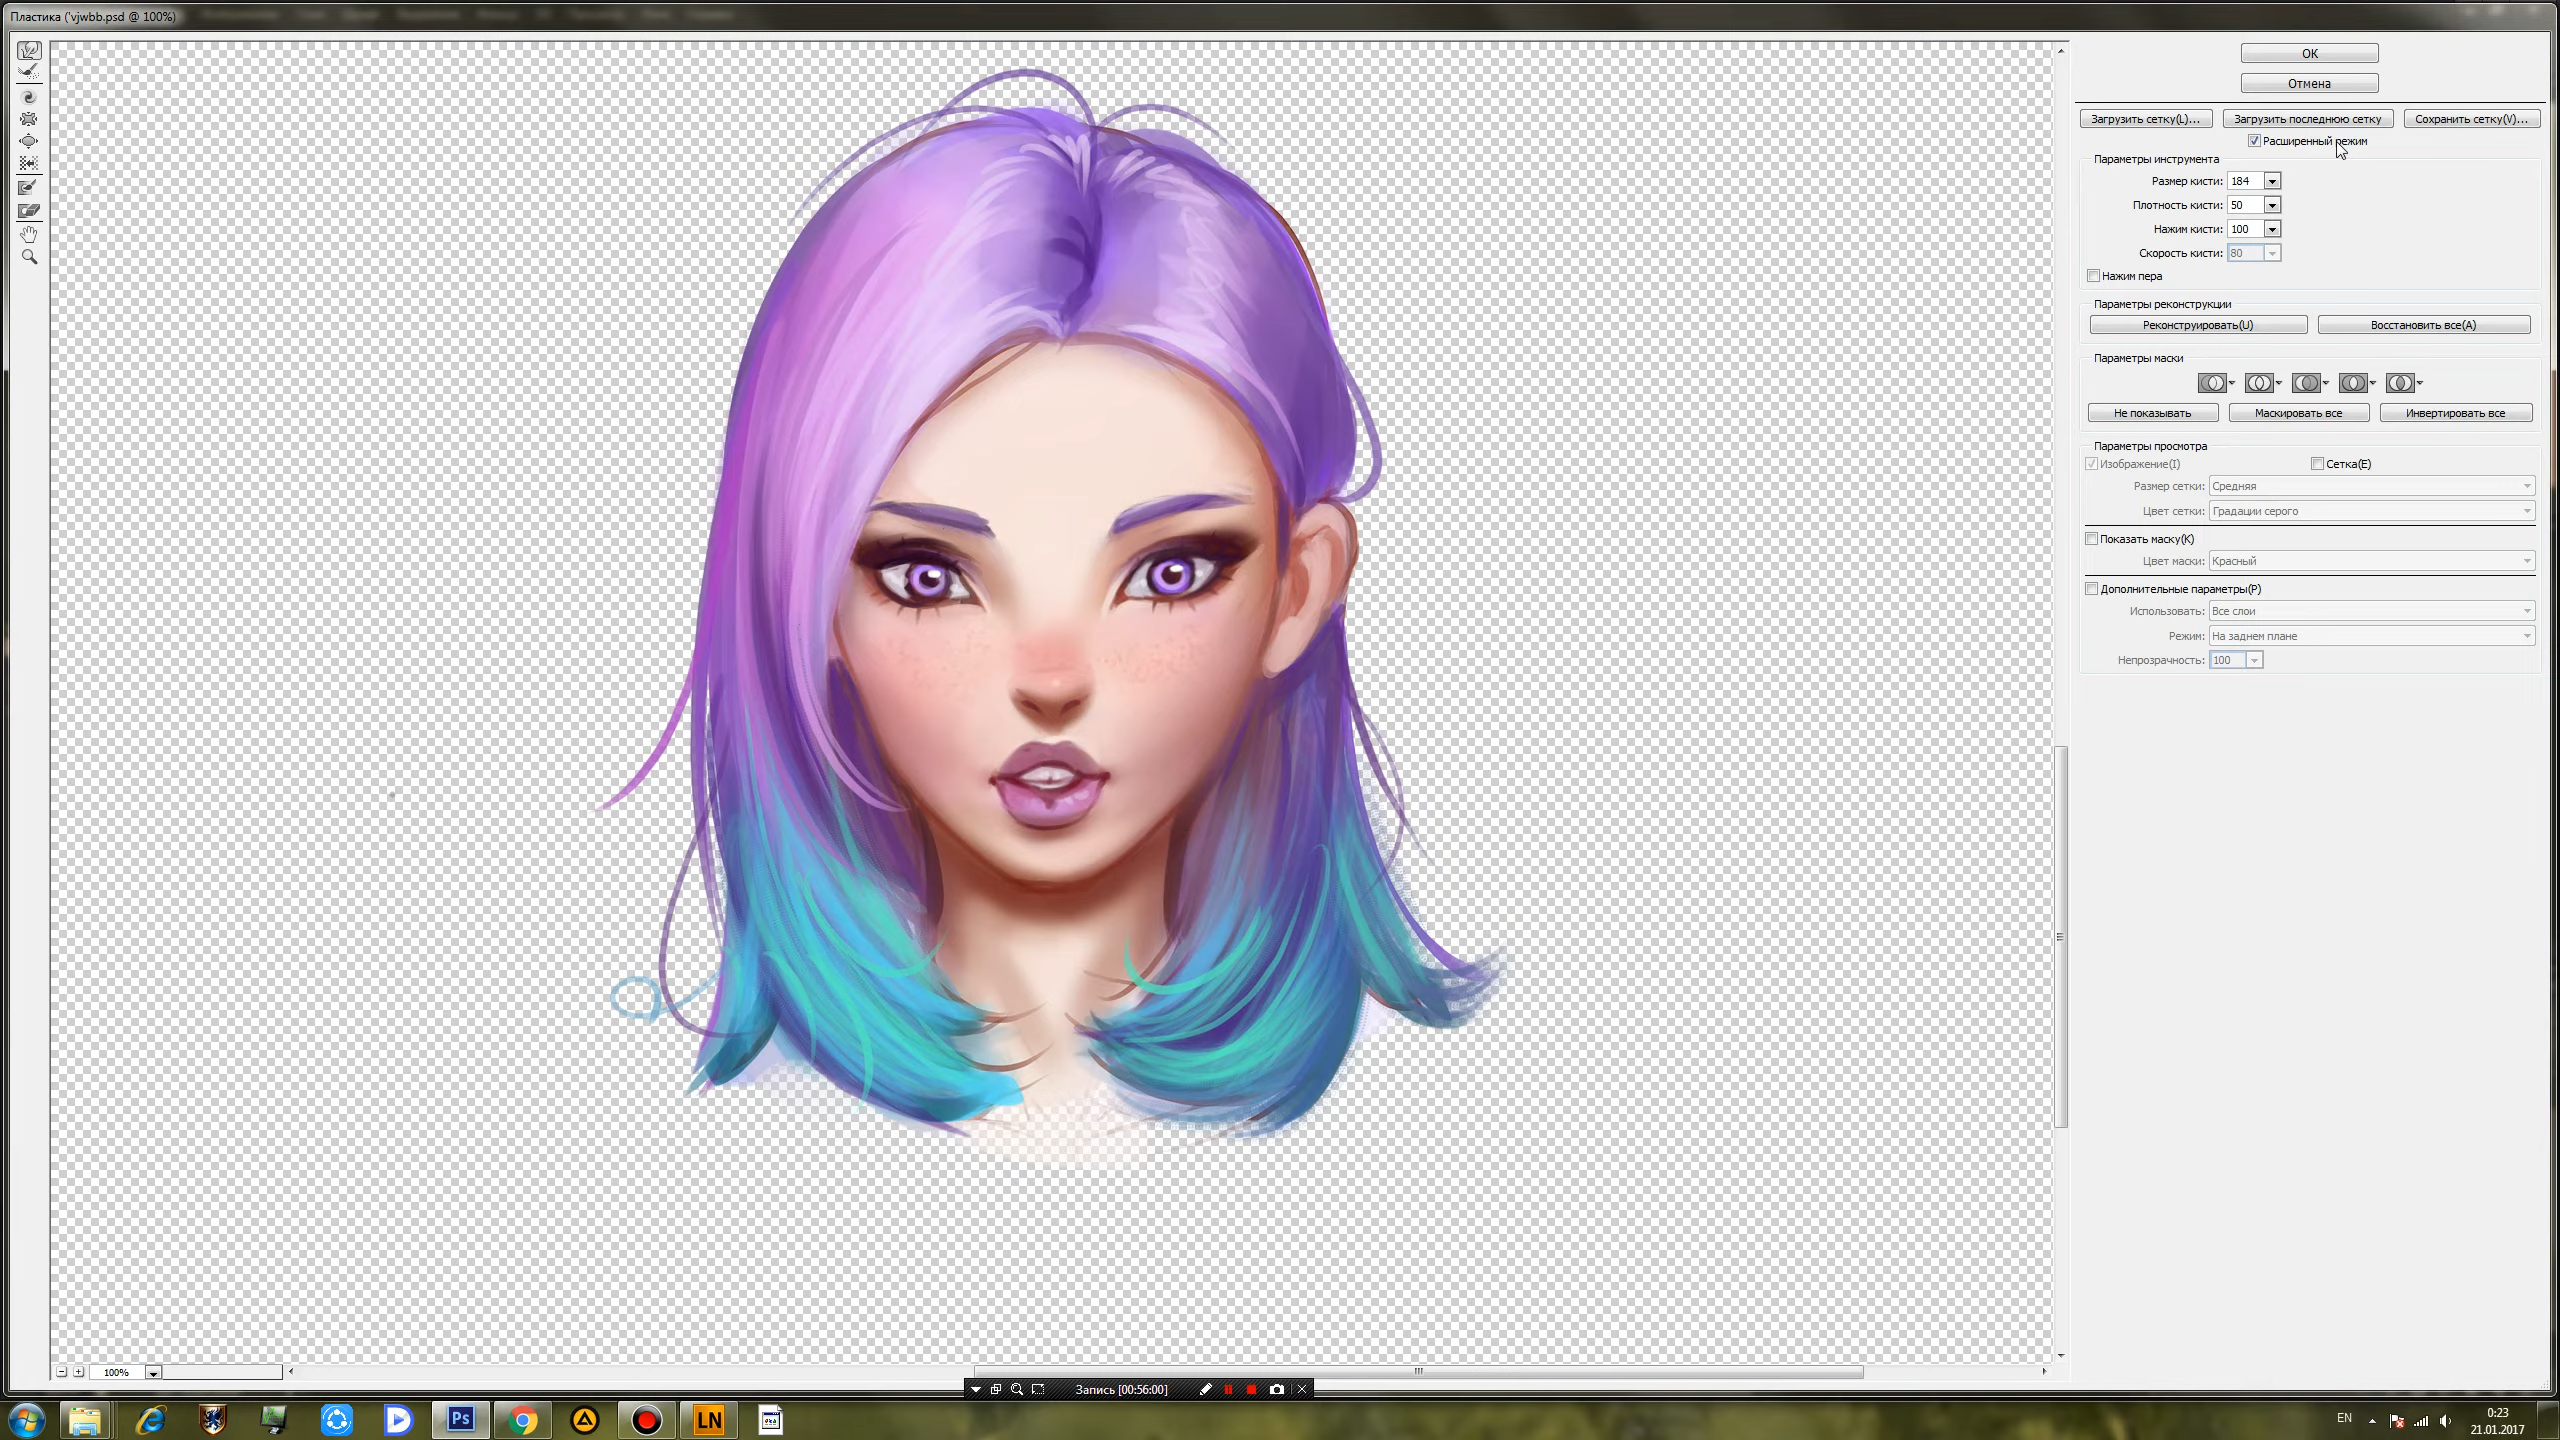 Пластика ('vjwbb.psd @ 100%)
OK
Отмена
Загрузить сетку(L)... Загрузить последнюю сетку Сохранить сетку(V)...
Расширенный режим
Параметры инструмента
Размер кисти: 184
Плотность кисти: 50
Нажим кисти: 100
Скорость кисти: 80
Нажим пера
Параметры реконструкции
Реконструировать(U) Восстановить все(A)
Параметры маски
Не показывать Маскировать все Инвертировать все
Параметры просмотра
Изображение(I) Сетка(E)
Размер сетки: Средняя
Цвет сетки: Градации серого
Показать маску(K)
Цвет маски: Красный
Дополнительные параметры(P)
Использовать: Все слои
Режим: На заднем плане
Непрозрачность: 100
100%
Запись [00:56:00]
Ps
LN
EN
0:23
21.01.2017